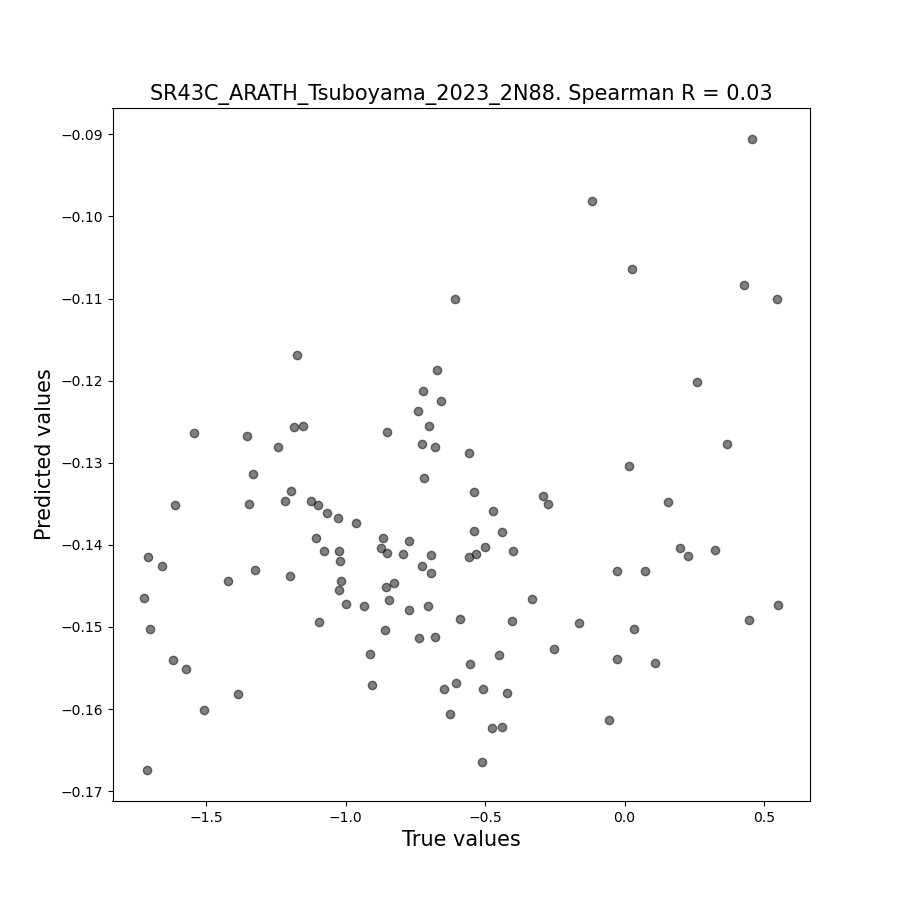 SR43C_ARATH_Tsuboyama_2023_2N88. Spearman R = 0.03
Predicted values
−0.09
−0.10
−0.11
−0.12
−0.13
−0.14
−0.15
−0.16
−0.17
−1.5 −1.0 −0.5 0.0 0.5
True values